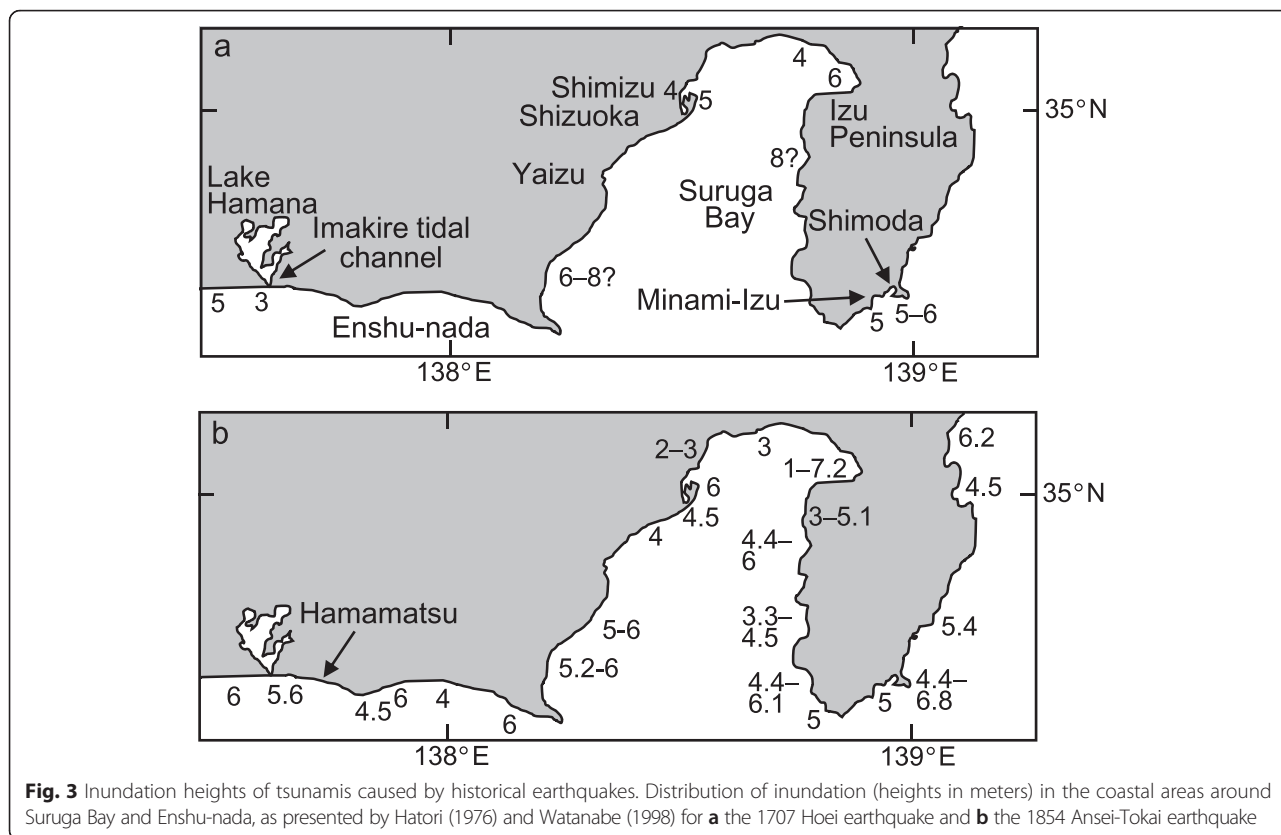 a
4
6
Shimizu 4 5
Shizuoka
Izu
Peninsula
35°N
Yaizu
8?
Suruga
Bay
Lake
Hamana
Imakire tidal
channel
Shimoda
6–8?
Minami-Izu
5 3
5 5–6
Enshu-nada
138°E
139°E
b
2–3
3
1–7.2
6.2
6
4.5
4.5
35°N
3–5.1
4
4.4–
6
Hamamatsu
3.3–
4.5
5-6
5.4
5.2-6
4.4–
6.1
4.4–
6.8
6 5.6
4.5
6
4
6
5
5
138°E
139°E
Fig. 3 Inundation heights of tsunamis caused by historical earthquakes. Distribution of inundation (heights in meters) in the coastal areas around
Suruga Bay and Enshu-nada, as presented by Hatori (1976) and Watanabe (1998) for a the 1707 Hoei earthquake and b the 1854 Ansei-Tokai earthquake